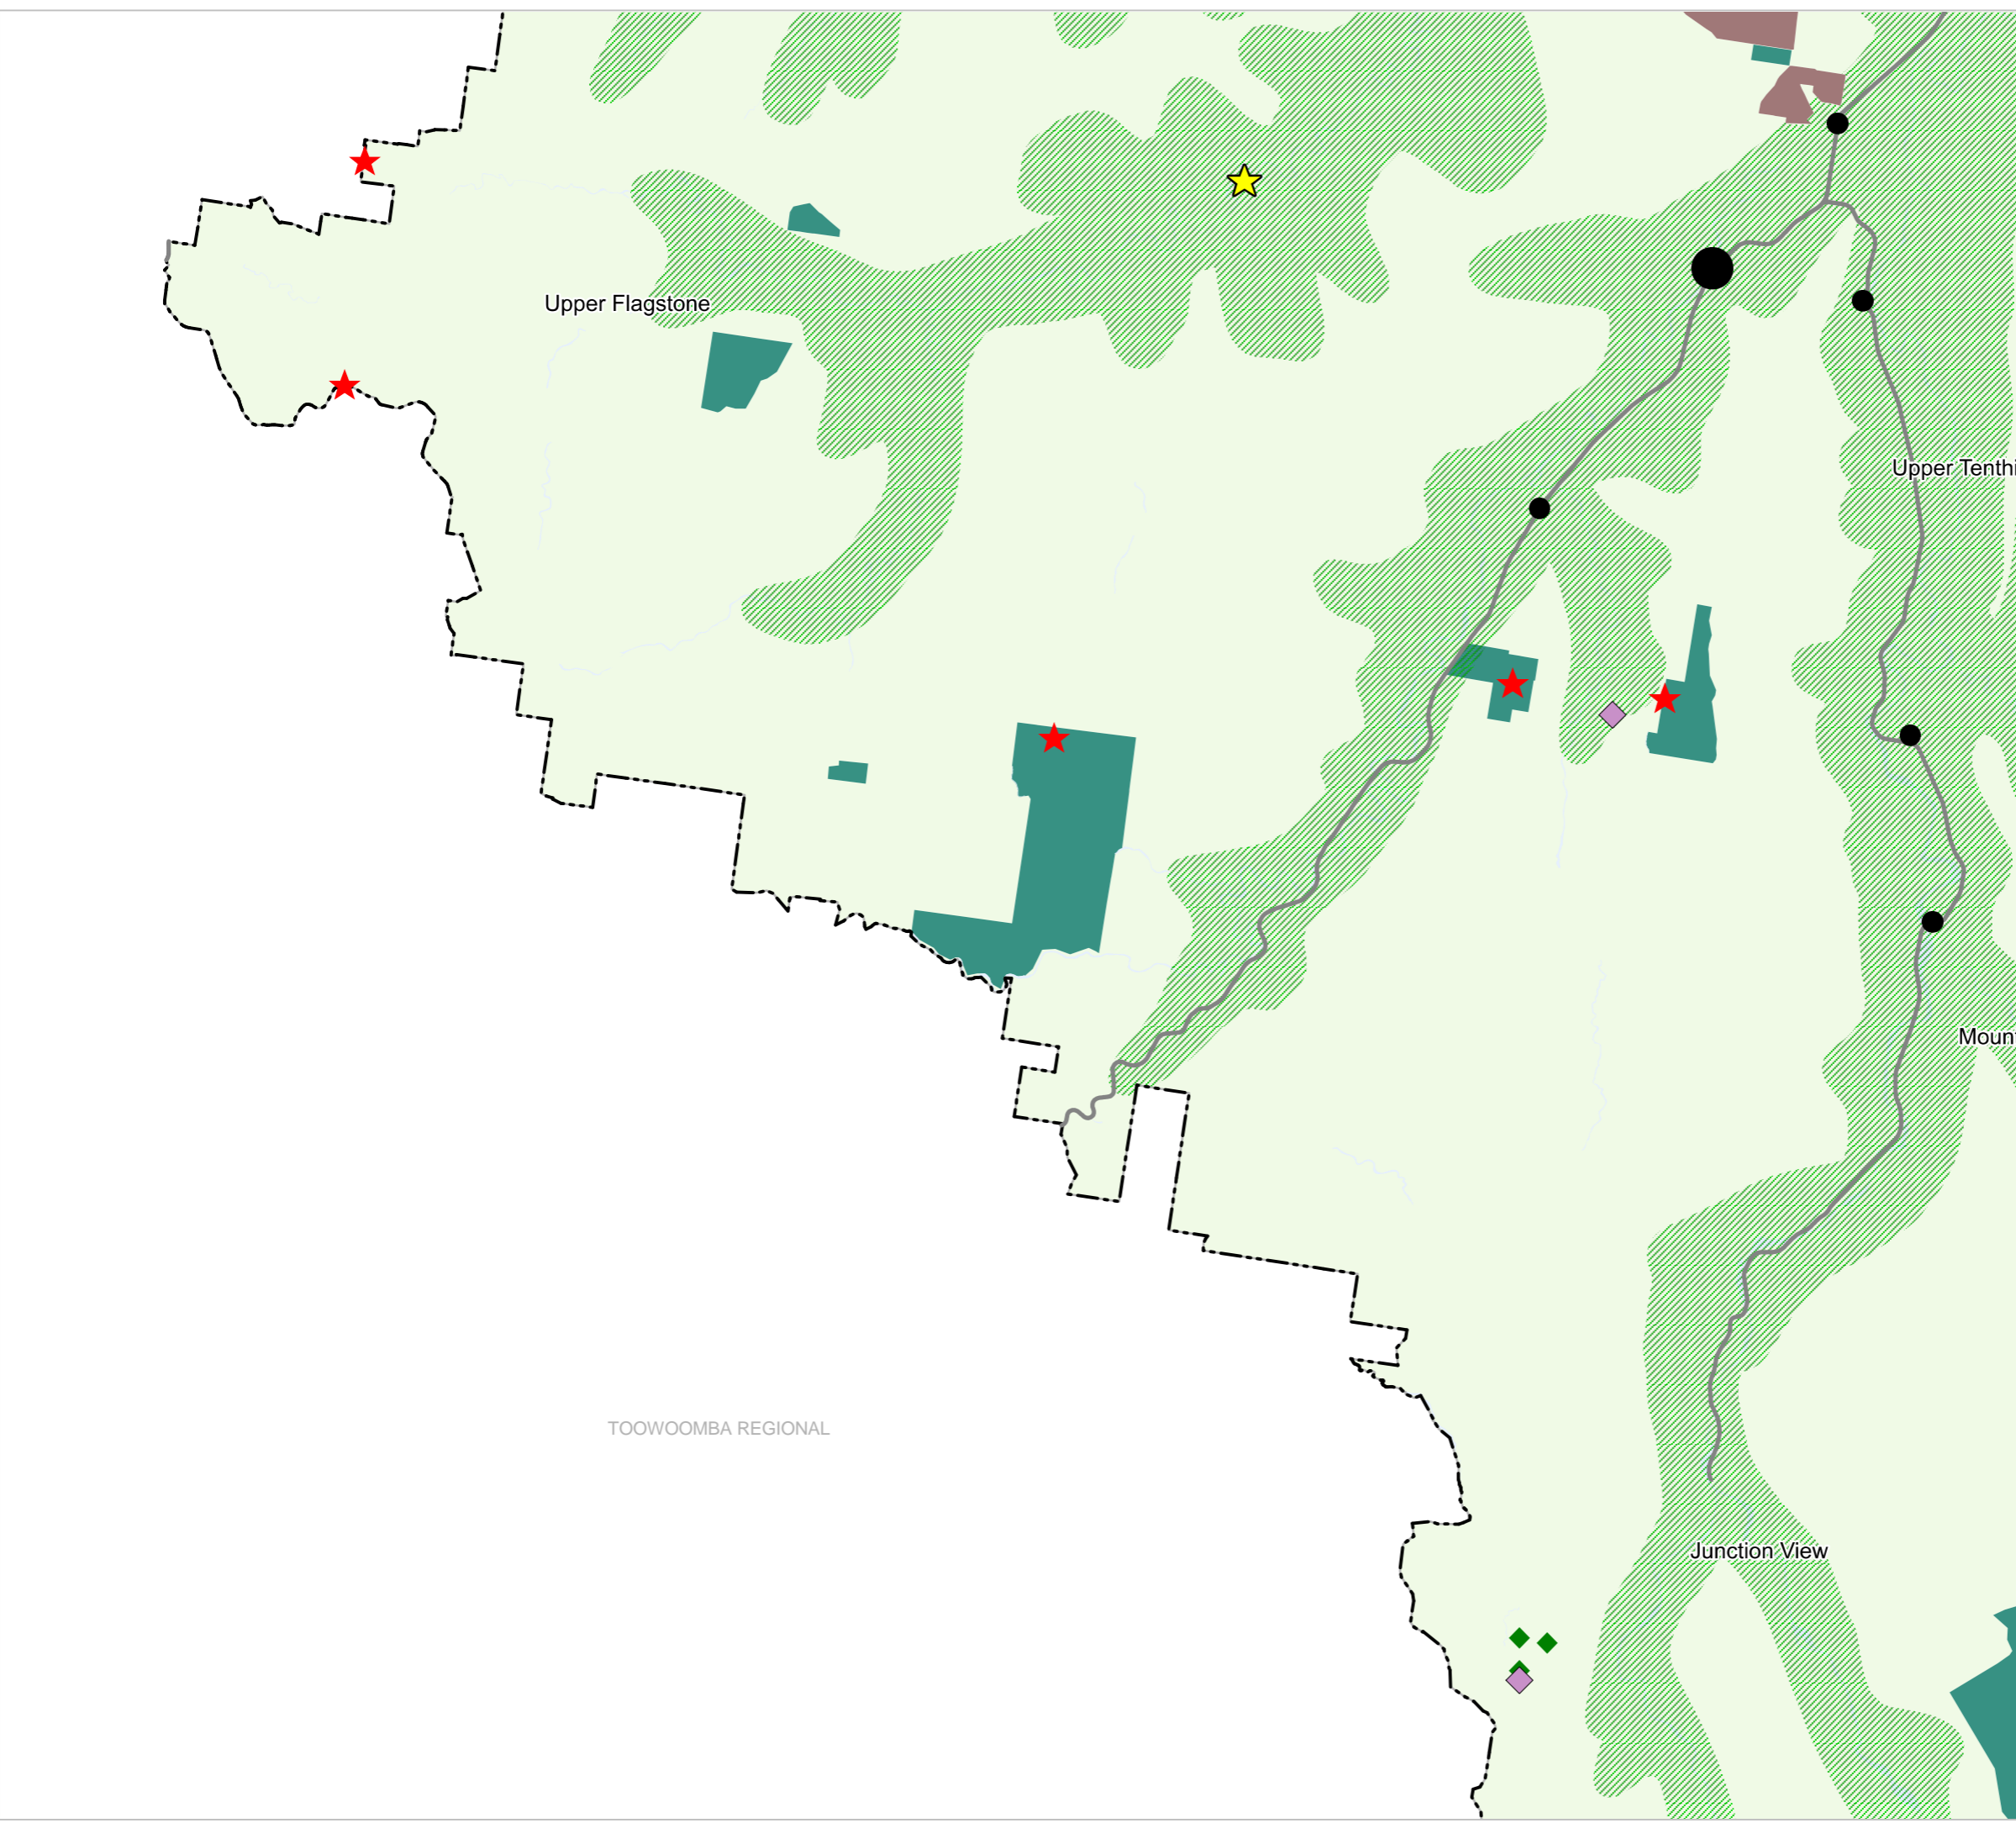 Upper Flagstone
Upper Tenthi
Moun
TOOWOOMBA REGIONAL
Junction View